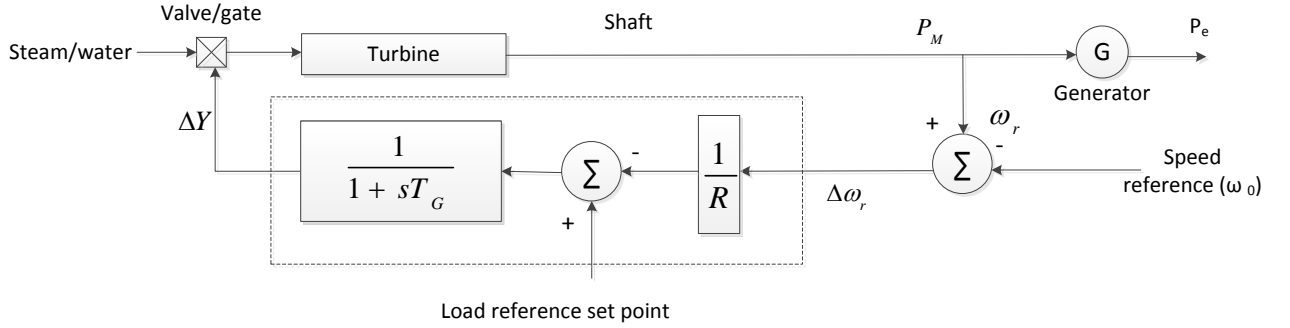 Valve/gate
Shaft
P_M
P_e
Steam/water
Turbine
G
Generator
ΔY
+
ω_r
-
1
1 + sT_G
Σ
-
1
R
Δω_r
Σ
Speed
reference (ω_0)
+
Load reference set point